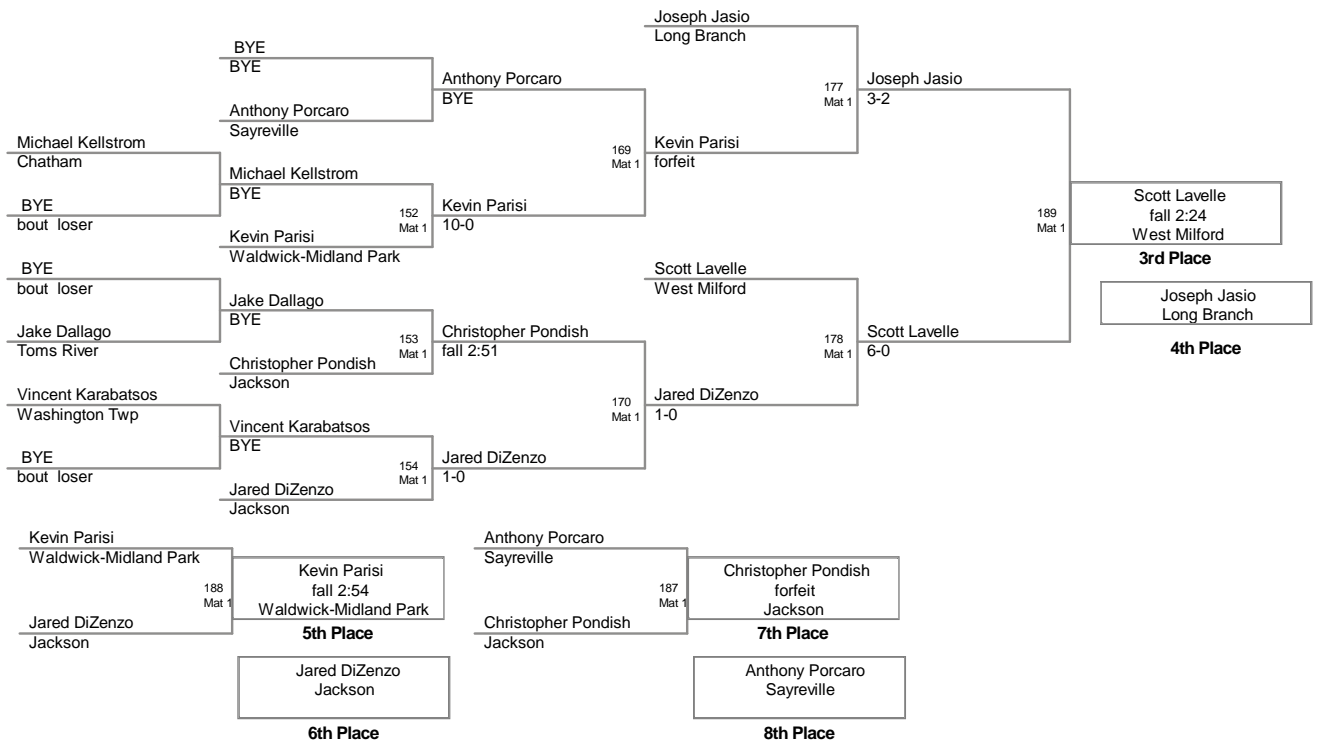 Joseph Jasio
Long Branch
BYE
BYE
Anthony Porcaro
BYE
177
Mat 1
Joseph Jasio
3-2
Anthony Porcaro
Sayreville
Michael Kellstrom
Chatham
169
Mat 1
Kevin Parisi
forfeit
Michael Kellstrom
BYE
BYE
bout loser
152
Mat 1
Kevin Parisi
10-0
189
Mat 1
Scott Lavelle
fall 2:24
West Milford
3rd Place
Kevin Parisi
Waldwick-Midland Park
BYE
bout loser
Scott Lavelle
West Milford
Joseph Jasio
Long Branch
4th Place
Jake Dallago
BYE
Jake Dallago
Toms River
153
Mat 1
Christopher Pondish
fall 2:51
178
Mat 1
Scott Lavelle
6-0
Christopher Pondish
Jackson
Vincent Karabatsos
Washington Twp
170
Mat 1
Jared DiZenzo
1-0
Vincent Karabatsos
BYE
BYE
bout loser
154
Mat 1
Jared DiZenzo
1-0
Jared DiZenzo
Jackson
Kevin Parisi
Waldwick-Midland Park
188
Mat 1
Kevin Parisi
fall 2:54
Waldwick-Midland Park
5th Place
Jared DiZenzo
Jackson
Jared DiZenzo
Jackson
6th Place
Anthony Porcaro
Sayreville
187
Mat 1
Christopher Pondish
forfeit
Jackson
7th Place
Christopher Pondish
Jackson
Anthony Porcaro
Sayreville
8th Place